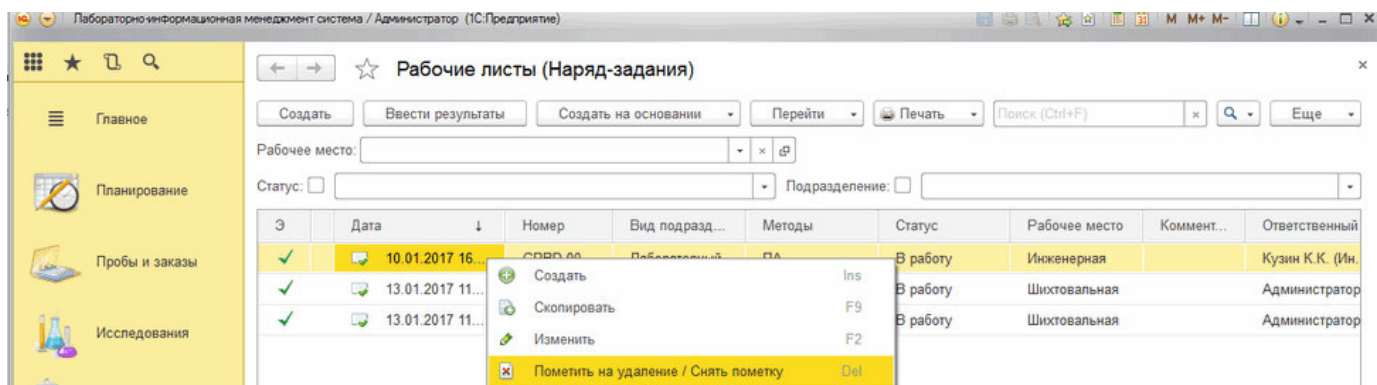 Лабораторно-информационная менеджмент система / Администратор (1С:Предприятие) M M+ M-
Рабочие листы (Наряд-задания)
Главное
Создать Ввести результаты Создать на основании Перейти Печать Поиск (Ctrl+F) Еще
Рабочее место:
Планирование
Статус: Подразделение:
Э Дата ↓ Номер Вид подразд... Методы Статус Рабочее место Коммент... Ответственный
Пробы и заказы
10.01.2017 16... В работу Инженерная Кузин К.К. (Ин.
Создать Ins
13.01.2017 11... В работу Шихтовальная Администратор
Скопировать F9
13.01.2017 11... В работу Шихтовальная Администратор
Исследования
Изменить F2
Пометить на удаление / Снять пометку Del